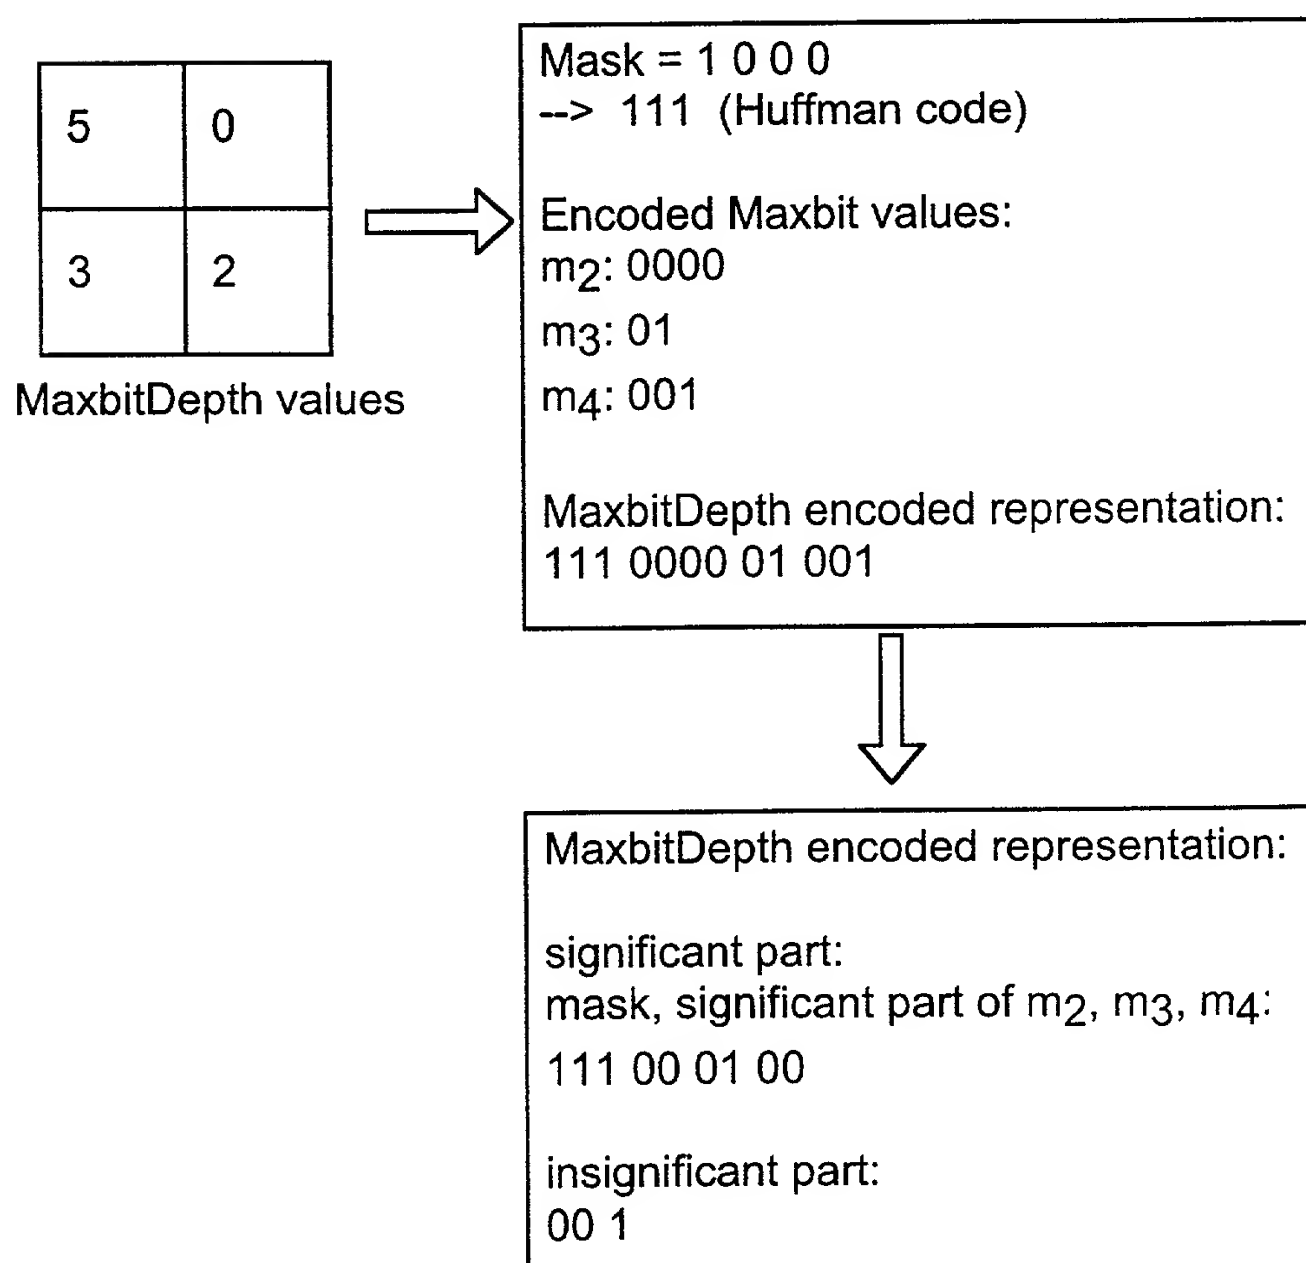 5 0
3 2
MaxbitDepth values
Mask = 1 0 0 0
--> 111 (Huffman code)
Encoded Maxbit values:
m2: 0000
m3: 01
m4: 001
MaxbitDepth encoded representation:
111 0000 01 001
MaxbitDepth encoded representation:
significant part:
mask, significant part of m2, m3, m4:
111 00 01 00
insignificant part:
00 1